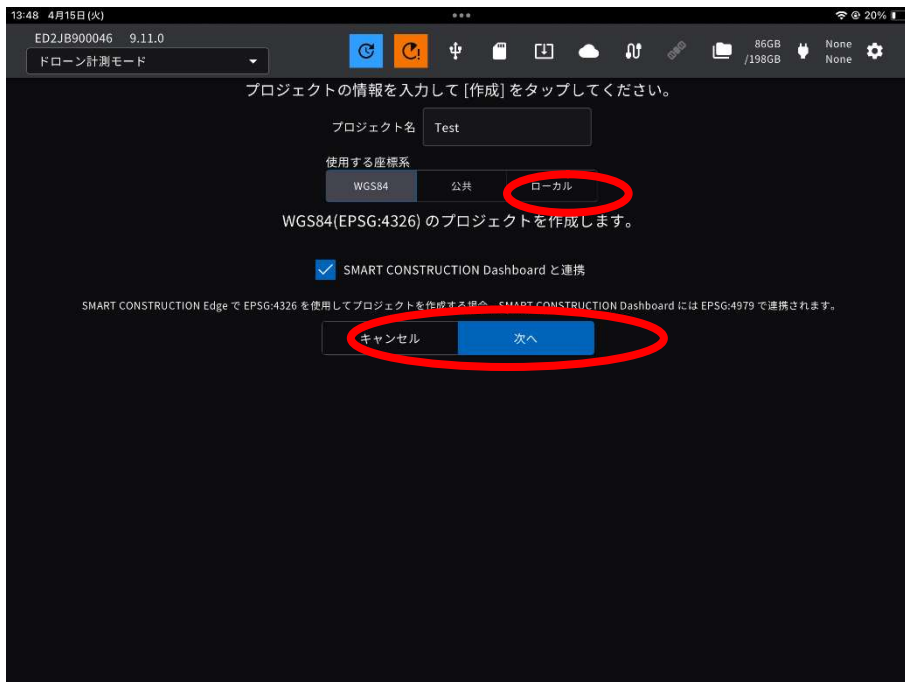 13:48 4月15日(火)
20%
ED2JB900046 9.11.0
ドローン計測モード
86GB
/198GB
None
None
プロジェクトの情報を入力して [作成] をタップしてください。
プロジェクト名 Test
使用する座標系
WGS84 公共 ローカル
WGS84(EPSG:4326) のプロジェクトを作成します。
SMART CONSTRUCTION Dashboard と連携
SMART CONSTRUCTION Edge で EPSG:4326 を使用してプロジェクトを作成する場合、SMART CONSTRUCTION Dashboard には EPSG:4979 で連携されます。
キャンセル 次へ